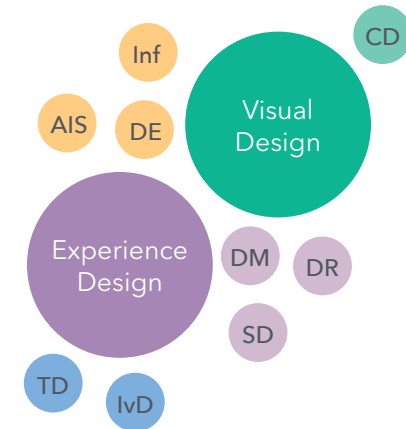 CD
Inf
Visual
Design
AIS
DE
Experience
Design
DM
DR
SD
TD
IvD